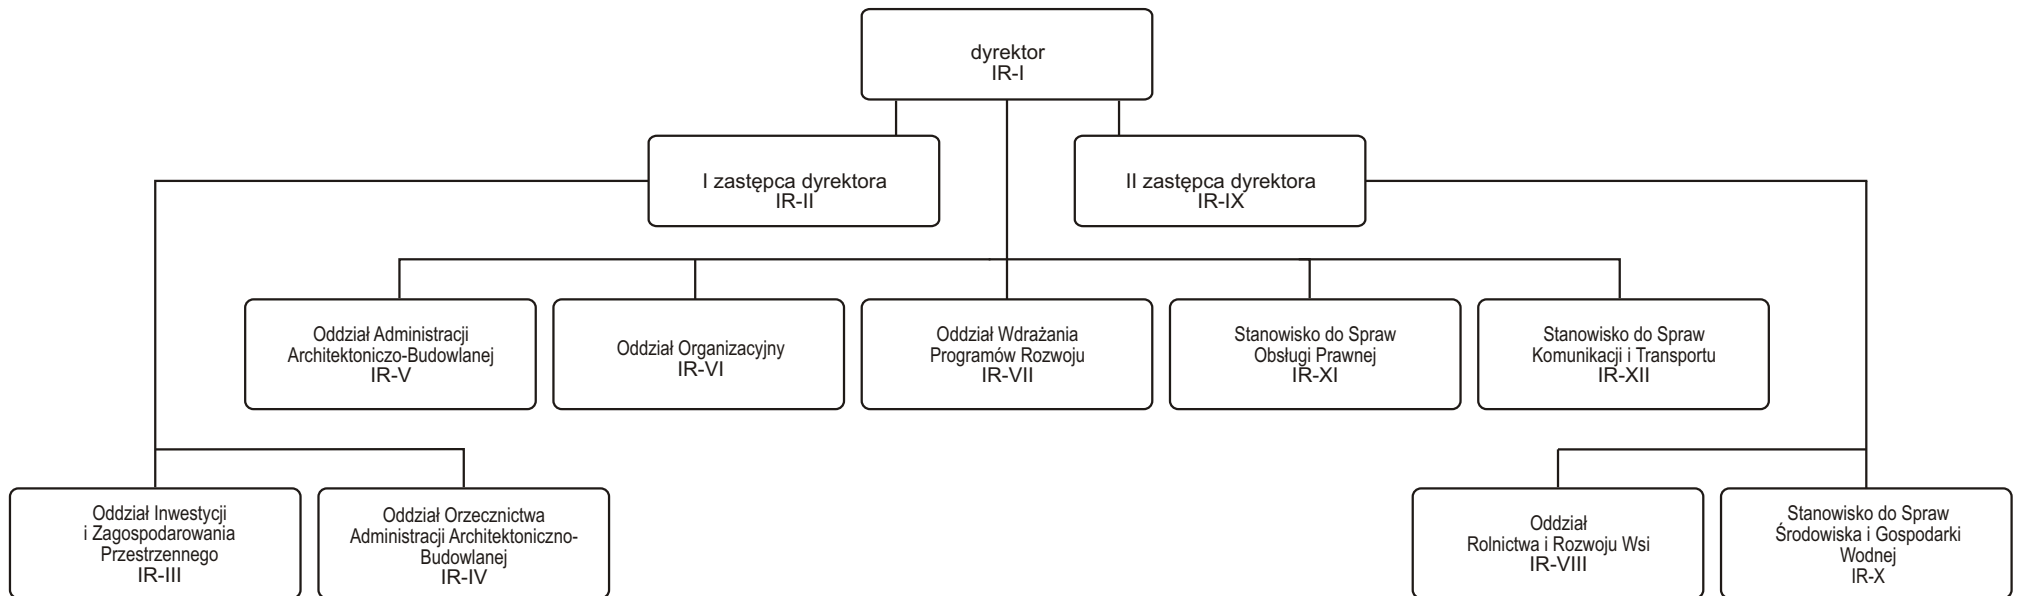 dyrektor
IR-I
I zastępca dyrektora
IR-II
II zastępca dyrektora
IR-IX
Oddział Administracji
Architektoniczo-Budowlanej
IR-V
Oddział Organizacyjny
IR-VI
Oddział Wdrażania
Programów Rozwoju
IR-VII
Stanowisko do Spraw
Obsługi Prawnej
IR-XI
Stanowisko do Spraw
Komunikacji i Transportu
IR-XII
Oddział Inwestycji
i Zagospodarowania
Przestrzennego
IR-III
Oddział Orzecznictwa
Administracji Architektoniczno-
Budowlanej
IR-IV
Oddział
Rolnictwa i Rozwoju Wsi
IR-VIII
Stanowisko do Spraw
Środowiska i Gospodarki
Wodnej
IR-X